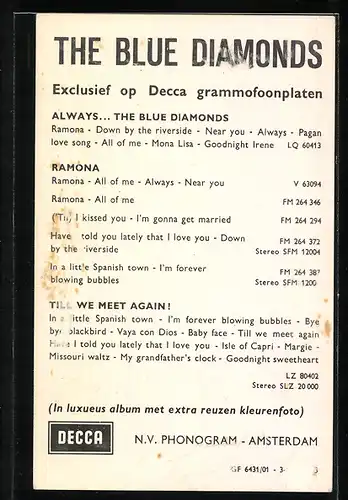 THE BLUE DIAMONDS
Exclusief op Decca grammofoonplaten
ALWAYS... THE BLUE DIAMONDS
Ramona - Down by the riverside - Near you - Always - Pagan
love song - All of me - Mona Lisa - Goodnight Irene LQ 60413
RAMONA
Ramona - All of me - Always - Near you V 63094
Ramona - All of me FM 264 346
('Til) I kissed you - I'm gonna get married FM 264 294
Have told you lately that I love you - Down FM 264 372
by the riverside Stereo SFM 12004
In a little Spanish town - I'm forever FM 264 387
blowing bubbles Stereo SFM 1200
TILL WE MEET AGAIN!
In a little Spanish town - I'm forever blowing bubbles - Bye
bye blackbird - Vaya con Dios - Baby face - Till we meet again
Have I told you lately that I love you - Isle of Capri - Margie -
Missouri waltz - My grandfather's clock - Goodnight sweetheart
LZ 80402
Stereo SLZ 20 000
(In luxueus album met extra reuzen kleurenfoto)
DECCA N.V. PHONOGRAM - AMSTERDAM
GF 6431/01 - 3